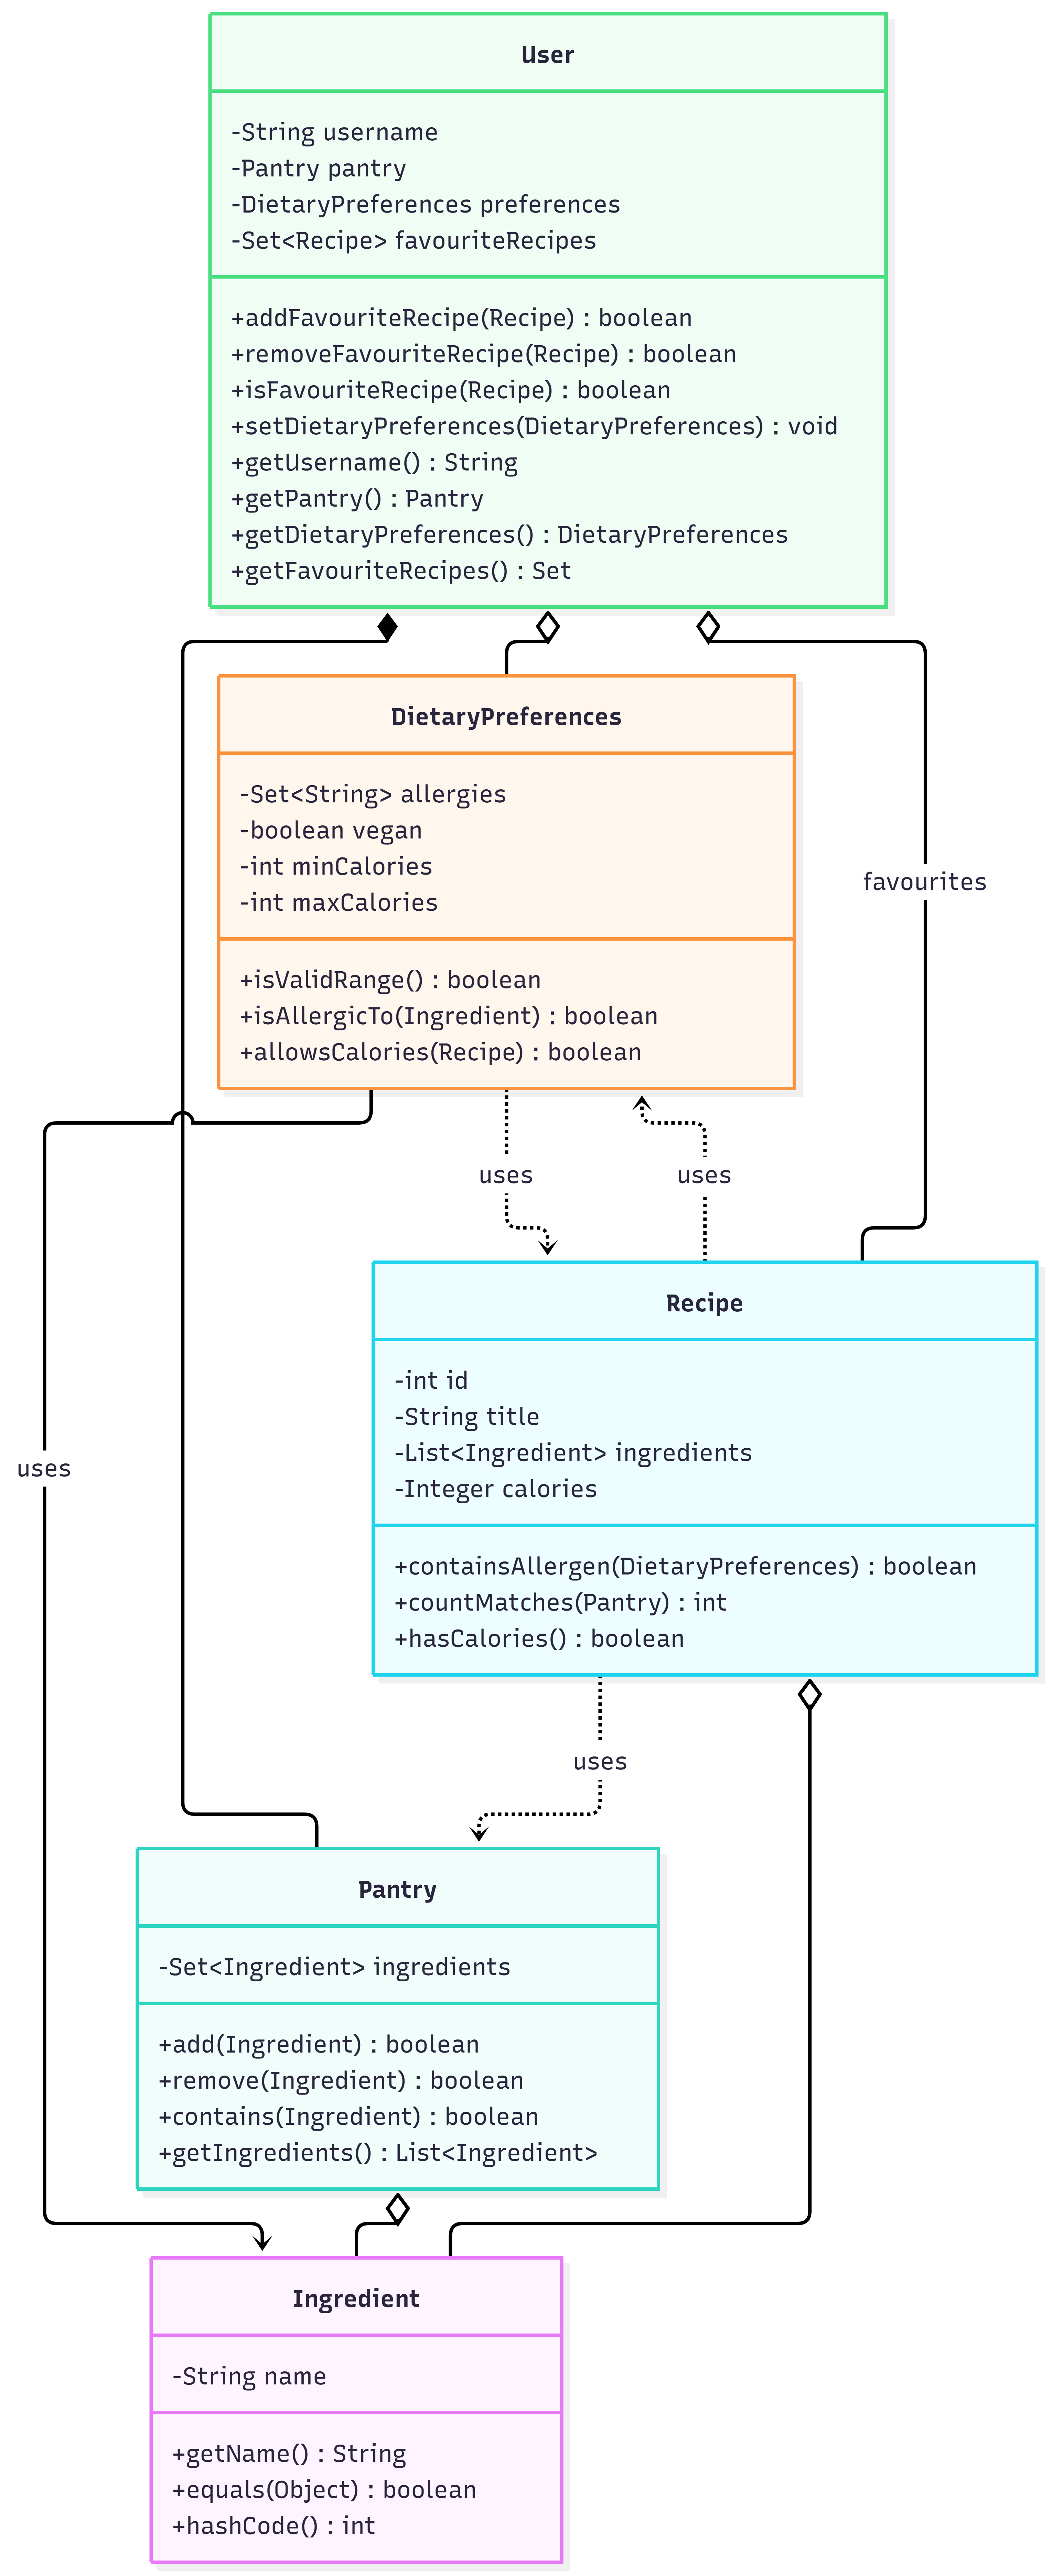 User
-String username
-Pantry pantry
-DietaryPreferences preferences
-Set<Recipe> favouriteRecipes
+addFavouriteRecipe(Recipe) : boolean
+removeFavouriteRecipe(Recipe) : boolean
+isFavouriteRecipe(Recipe) : boolean
+setDietaryPreferences(DietaryPreferences) : void
+getUsername() : String
+getPantry() : Pantry
+getDietaryPreferences() : DietaryPreferences
+getFavouriteRecipes() : Set
DietaryPreferences
-Set<String> allergies
-boolean vegan
-int minCalories
-int maxCalories
+isValidRange() : boolean
+isAllergicTo(Ingredient) : boolean
+allowsCalories(Recipe) : boolean
favourites
uses
uses
Recipe
-int id
-String title
-List<Ingredient> ingredients
-Integer calories
+containsAllergen(DietaryPreferences) : boolean
+countMatches(Pantry) : int
+hasCalories() : boolean
uses
uses
Pantry
-Set<Ingredient> ingredients
+add(Ingredient) : boolean
+remove(Ingredient) : boolean
+contains(Ingredient) : boolean
+getIngredients() : List<Ingredient>
Ingredient
-String name
+getName() : String
+equals(Object) : boolean
+hashCode() : int